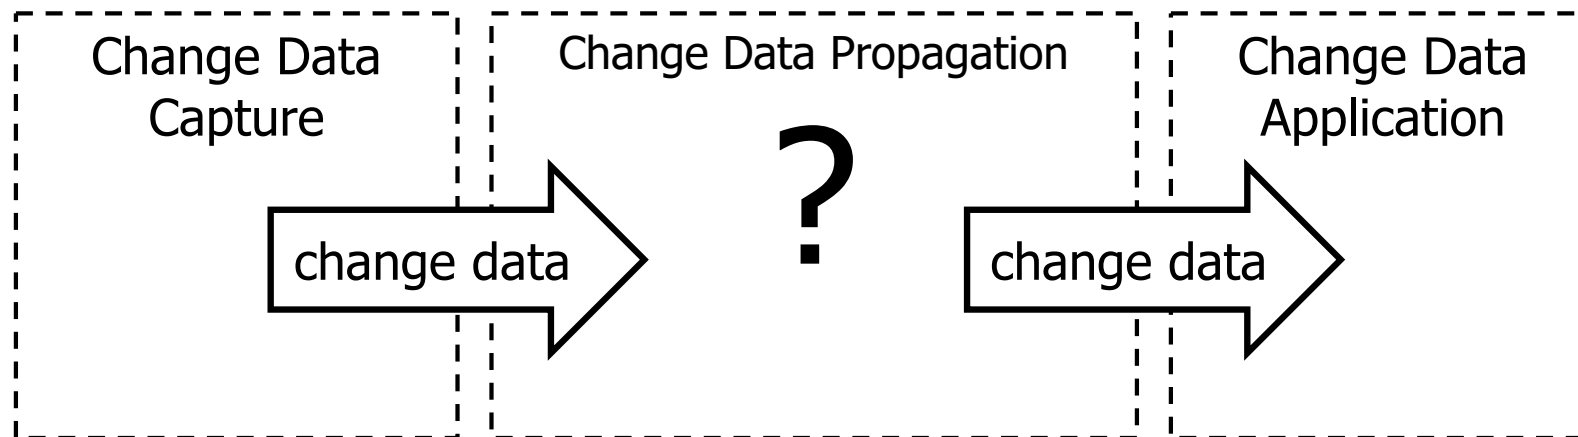 Change Data
Capture
Change Data Propagation
Change Data
Application
?
change data
change data